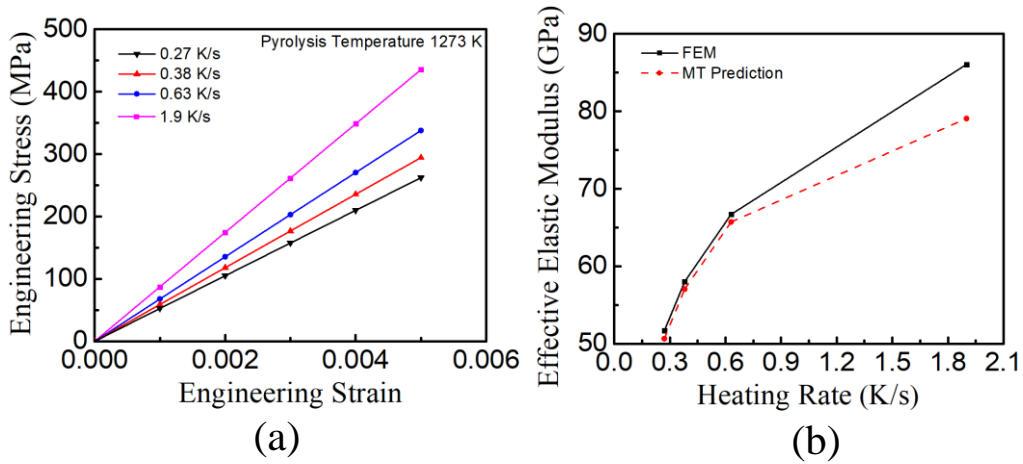 Engineering Stress (MPa)
500
400
300
200
100
0
Pyrolysis Temperature 1273 K
0.27 K/s
0.38 K/s
0.63 K/s
1.9 K/s
0.000 0.002 0.004 0.006
Engineering Strain
(a)
Effective Elastic Modulus (GPa)
90
80
70
60
50
FEM
MT Prediction
0.0 0.3 0.6 0.9 1.2 1.5 1.8 2.1
Heating Rate (K/s)
(b)